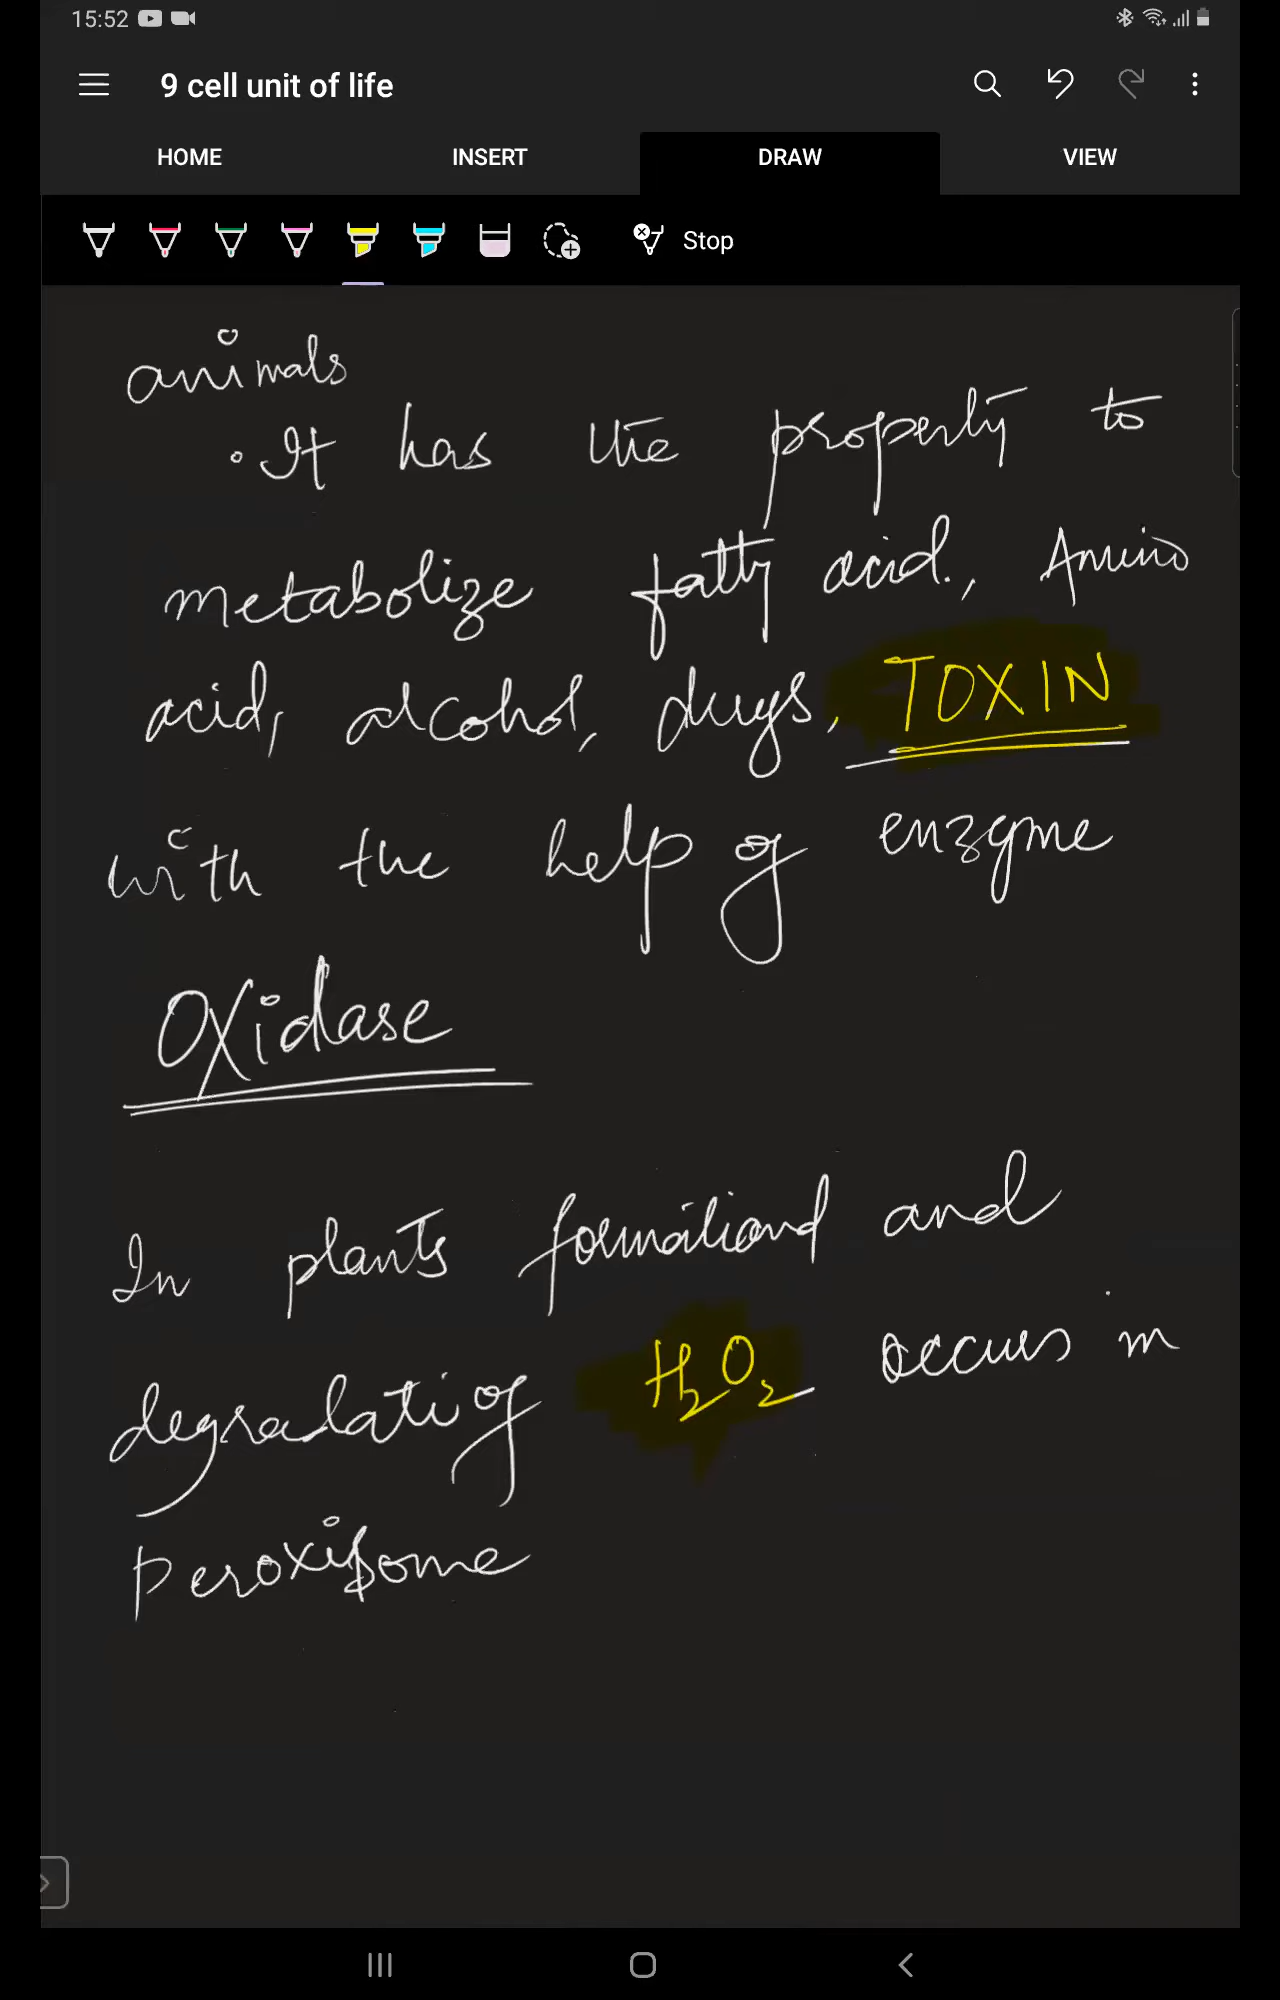 15:52
9 cell unit of life
HOME INSERT DRAW VIEW
Stop
animals
. It has the property to
metabolize fatty acid., Amino
acid, alcohol, drugs, TOXIN
with the help of enzyme
Oxidase
In plants formationd and
degradati of H2O2 occurs in
Peroxisome